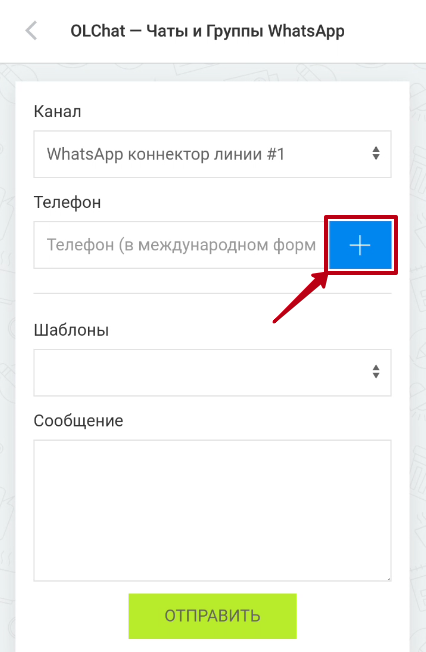 OLChat — Чаты и Группы WhatsApp
Канал
WhatsApp коннектор линии #1
Телефон
Телефон (в международном форм
Шаблоны
Сообщение
ОТПРАВИТЬ